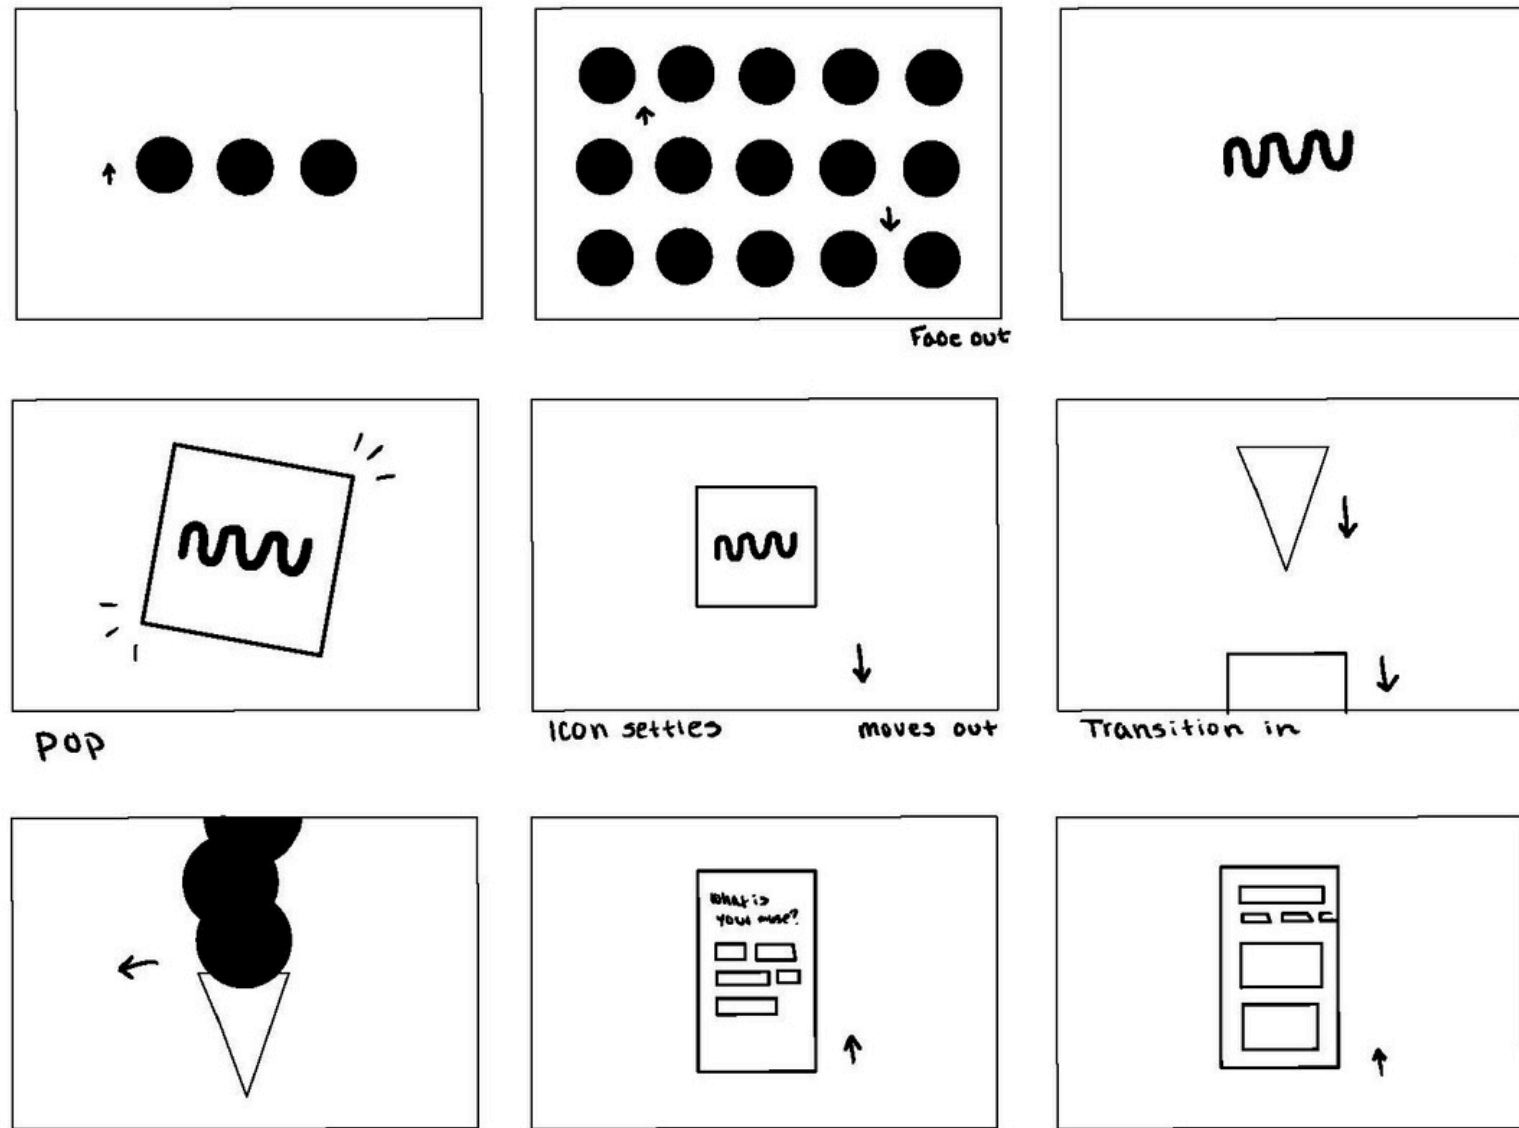 Fade out
POP
Icon settles
moves out
Transition in
What is
your muse?